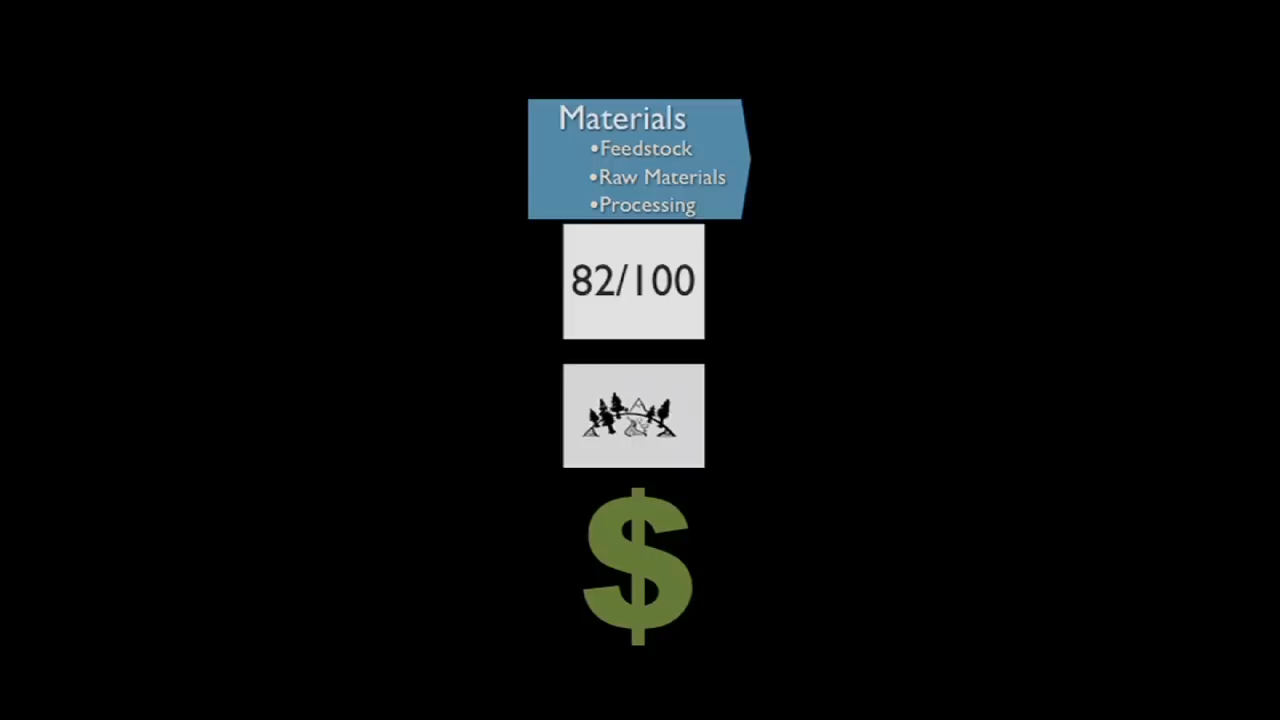 Materials
•Feedstock
•Raw Materials
•Processing
82/100
$